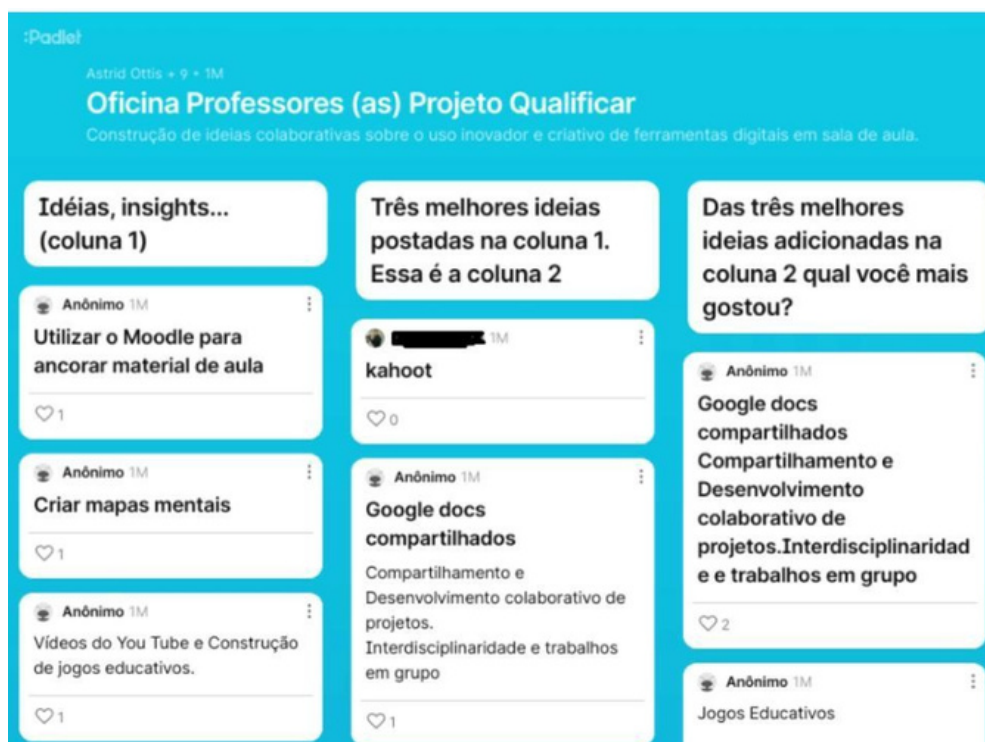 :Padlet
Astrid Ottis + 9 • 1M
Oficina Professores (as) Projeto Qualificar
Construção de ideias colaborativas sobre o uso inovador e criativo de ferramentas digitais em sala de aula.
Idéias, insights...
(coluna 1)
Anônimo 1M
Utilizar o Moodle para
ancorar material de aula
1
Anônimo 1M
Criar mapas mentais
1
Anônimo 1M
Vídeos do You Tube e Construção
de jogos educativos.
1
Três melhores ideias
postadas na coluna 1.
Essa é a coluna 2
1M
kahoot
0
Anônimo 1M
Google docs
compartilhados
Compartilhamento e
Desenvolvimento colaborativo de
projetos.
Interdisciplinaridade e trabalhos
em grupo
1
Das três melhores
ideias adicionadas na
coluna 2 qual você mais
gostou?
Anônimo 1M
Google docs
compartilhados
Compartilhamento e
Desenvolvimento
colaborativo de
projetos.Interdisciplinaridad
e e trabalhos em grupo
2
Anônimo 1M
Jogos Educativos